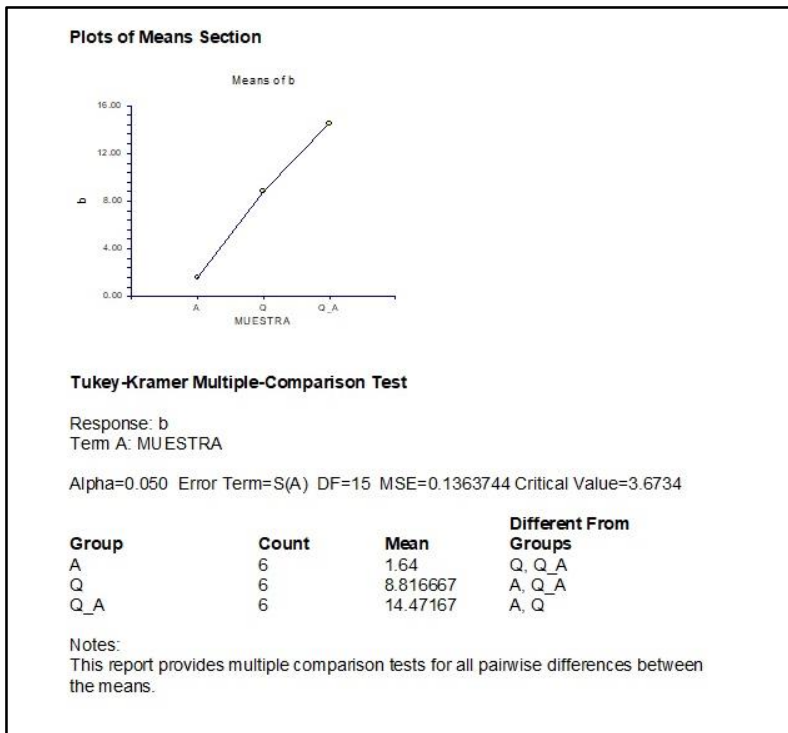 Plots of Means Section
Means of b
16.00
12.00
8.00
4.00
0.00
b
A Q Q_A
MUESTRA
Tukey-Kramer Multiple-Comparison Test
Response: b
Term A: MUESTRA
Alpha=0.050 Error Term=S(A) DF=15 MSE=0.1363744 Critical Value=3.6734
Different From
Group Count Mean Groups
A 6 1.64 Q, Q_A
Q 6 8.816667 A, Q_A
Q_A 6 14.47167 A, Q
Notes:
This report provides multiple comparison tests for all pairwise differences between
the means.